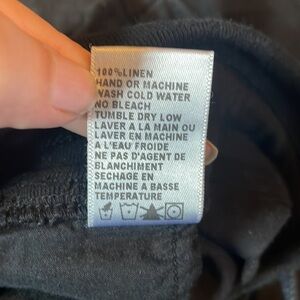 100%LINEN
HAND OR MACHINE
WASH COLD WATER
NO BLEACH
TUMBLE DRY LOW
LAVER A LA MAIN OU
LAVER EN MACHINE
A L'EAU FROIDE
NE PAS D'AGENT DE
BLANCHIMENT
SECHAGE EN
MACHINE A BASSE
TEMPERATURE